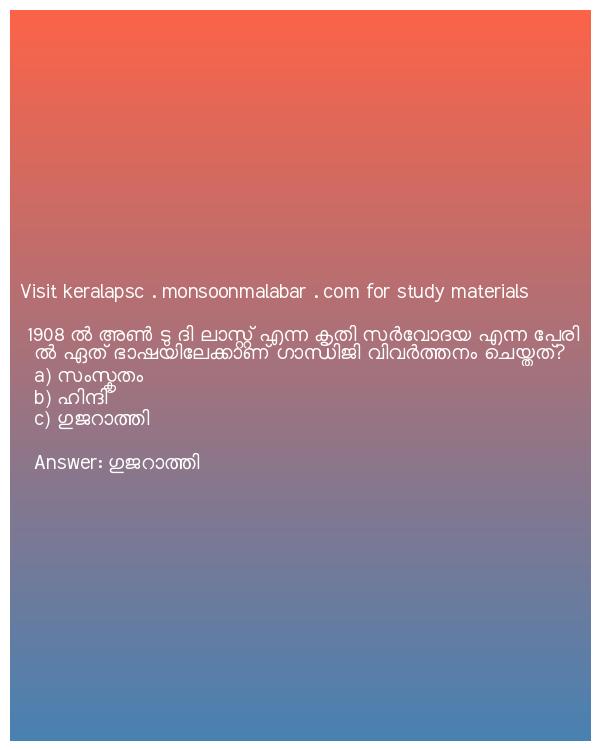 Visit keralapsc . monsoonmalabar . com for study materials
1908 ൽ അൺ ടു ദി ലാസ്റ്റ് എന്ന കൃതി സർവോദയ എന്ന പേരി
ൽ ഏത് ഭാഷയിലേക്കാണ് ഗാന്ധിജി വിവർത്തനം ചെയ്തത്?
a) സംസ്കൃതം
b) ഹിന്ദി
c) ഗുജറാത്തി
Answer: ഗുജറാത്തി